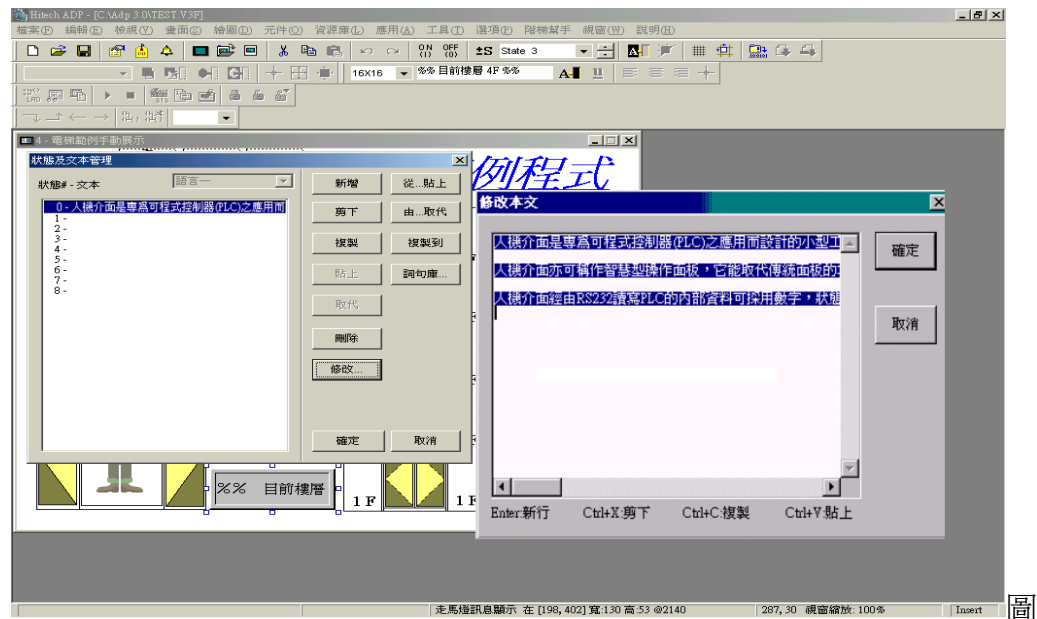 Hitech ADP - [C:\Adp 3.0\TEST.V3F]
檔案(F) 編輯(E) 檢視(V) 畫面(S) 繪圖(D) 元件(O) 資源庫(L) 應用(A) 工具(T) 選項(P) 階梯幫手 視窗(W) 説明(H)
ON (1) OFF (0) ±S State 3
16X16 %% 目前樓層 4F %%
4 - 電梯範例手動展示
狀態及文本管理
例程式
狀態# - 文本 語言一
新增 從...貼上
剪下 由...取代
複製 複製到
貼上 詞句庫...
取代
刪除
修改...
確定 取消
0 - 人機介面是專爲可程式控制器(PLC)之應用而
1 -
2 -
3 -
4 -
5 -
6 -
7 -
8 -
修改本文
人機介面是專爲可程式控制器(PLC)之應用而設計的小型工
人機介面亦可稱作智慧型操作面板，它能取代傳統面板的
人機介面經由RS232讀寫PLC的內部資料可採用數字，狀態
確定
取消
Enter:新行 Ctrl+X:剪下 Ctrl+C:複製 Ctrl+V:貼上
%% 目前樓層
1 F
1 F
走馬燈訊息顯示 在 [198, 402] 寬:130 高:53 @2140 287, 30 視窗縮放: 100% Insert
圖